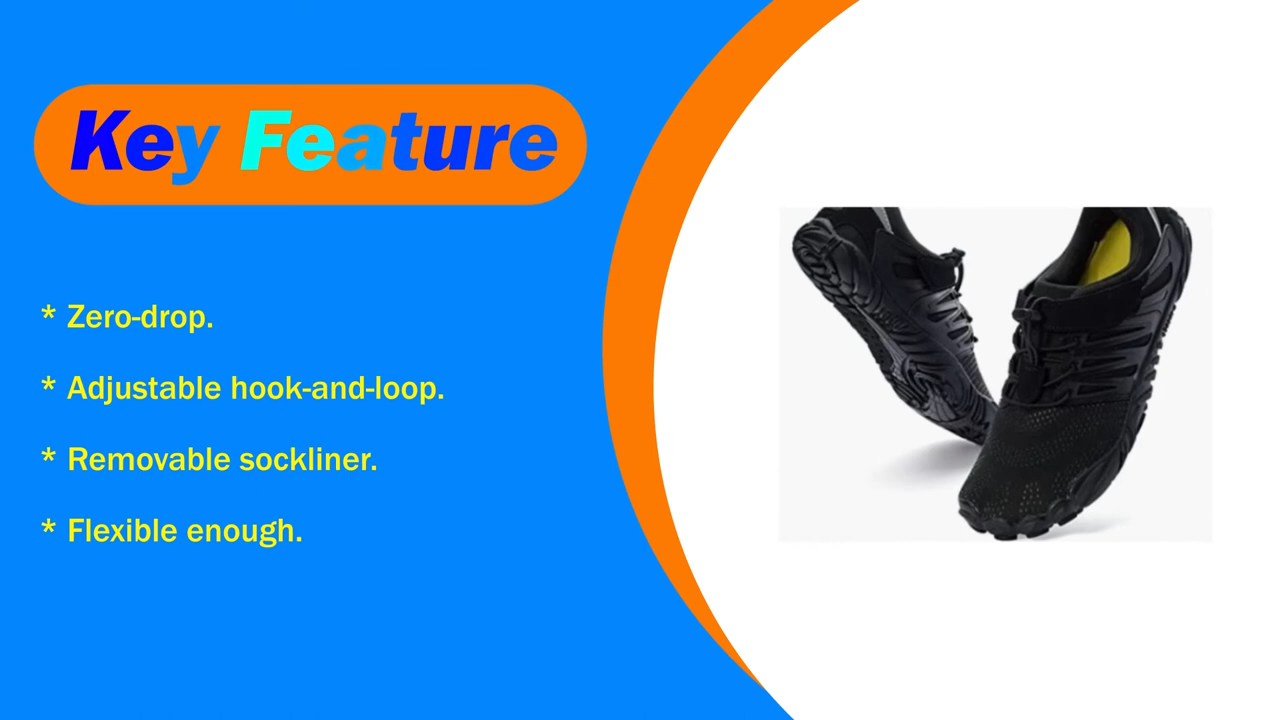 Key Feature
* Zero-drop.
* Adjustable hook-and-loop.
* Removable sockliner.
* Flexible enough.